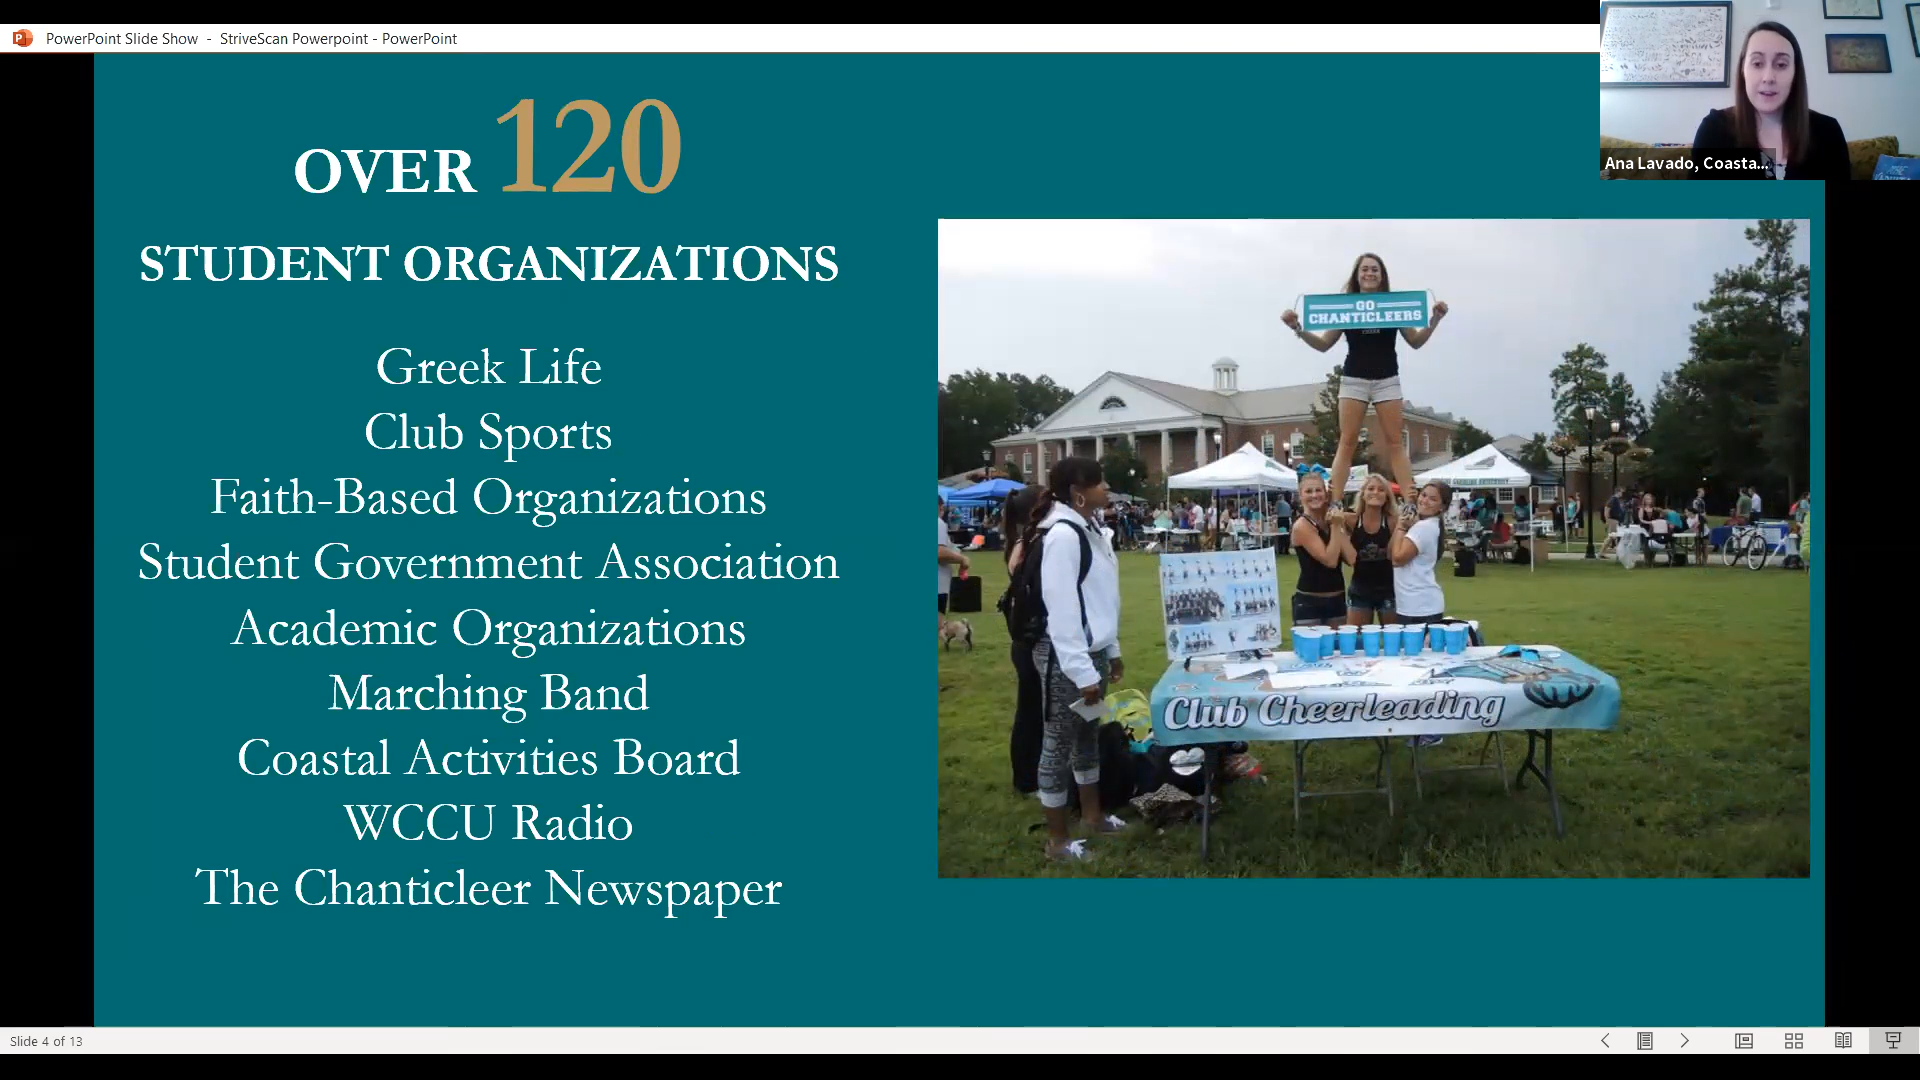 PowerPoint Slide Show - StriveScan Powerpoint - PowerPoint
Ana Lavado, Coasta...
OVER 120
STUDENT ORGANIZATIONS
Greek Life
Club Sports
Faith-Based Organizations
Student Government Association
Academic Organizations
Marching Band
Coastal Activities Board
WCCU Radio
The Chanticleer Newspaper
GO
CHANTICLEERS
Club Cheerleading
Slide 4 of 13